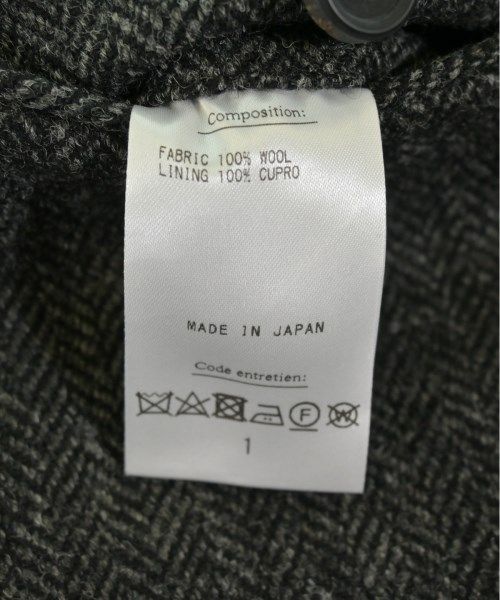 Composition:
FABRIC 100% WOOL
LINING 100% CUPRO
MADE IN JAPAN
Code entretien:
F W
1